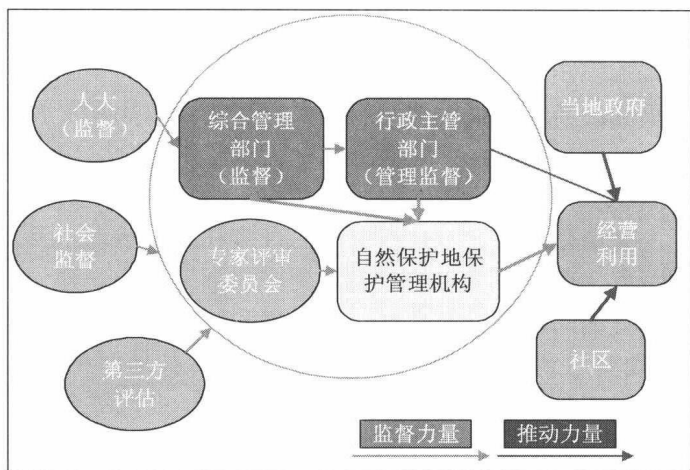 人大
（监督）
综合管理
部门
（监督）
行政主管
部门
（管理监督）
当地政府
社会
监督
专家评审
委员会
自然保护地保
护管理机构
经营
利用
第三方
评估
社区
监督力量
推动力量